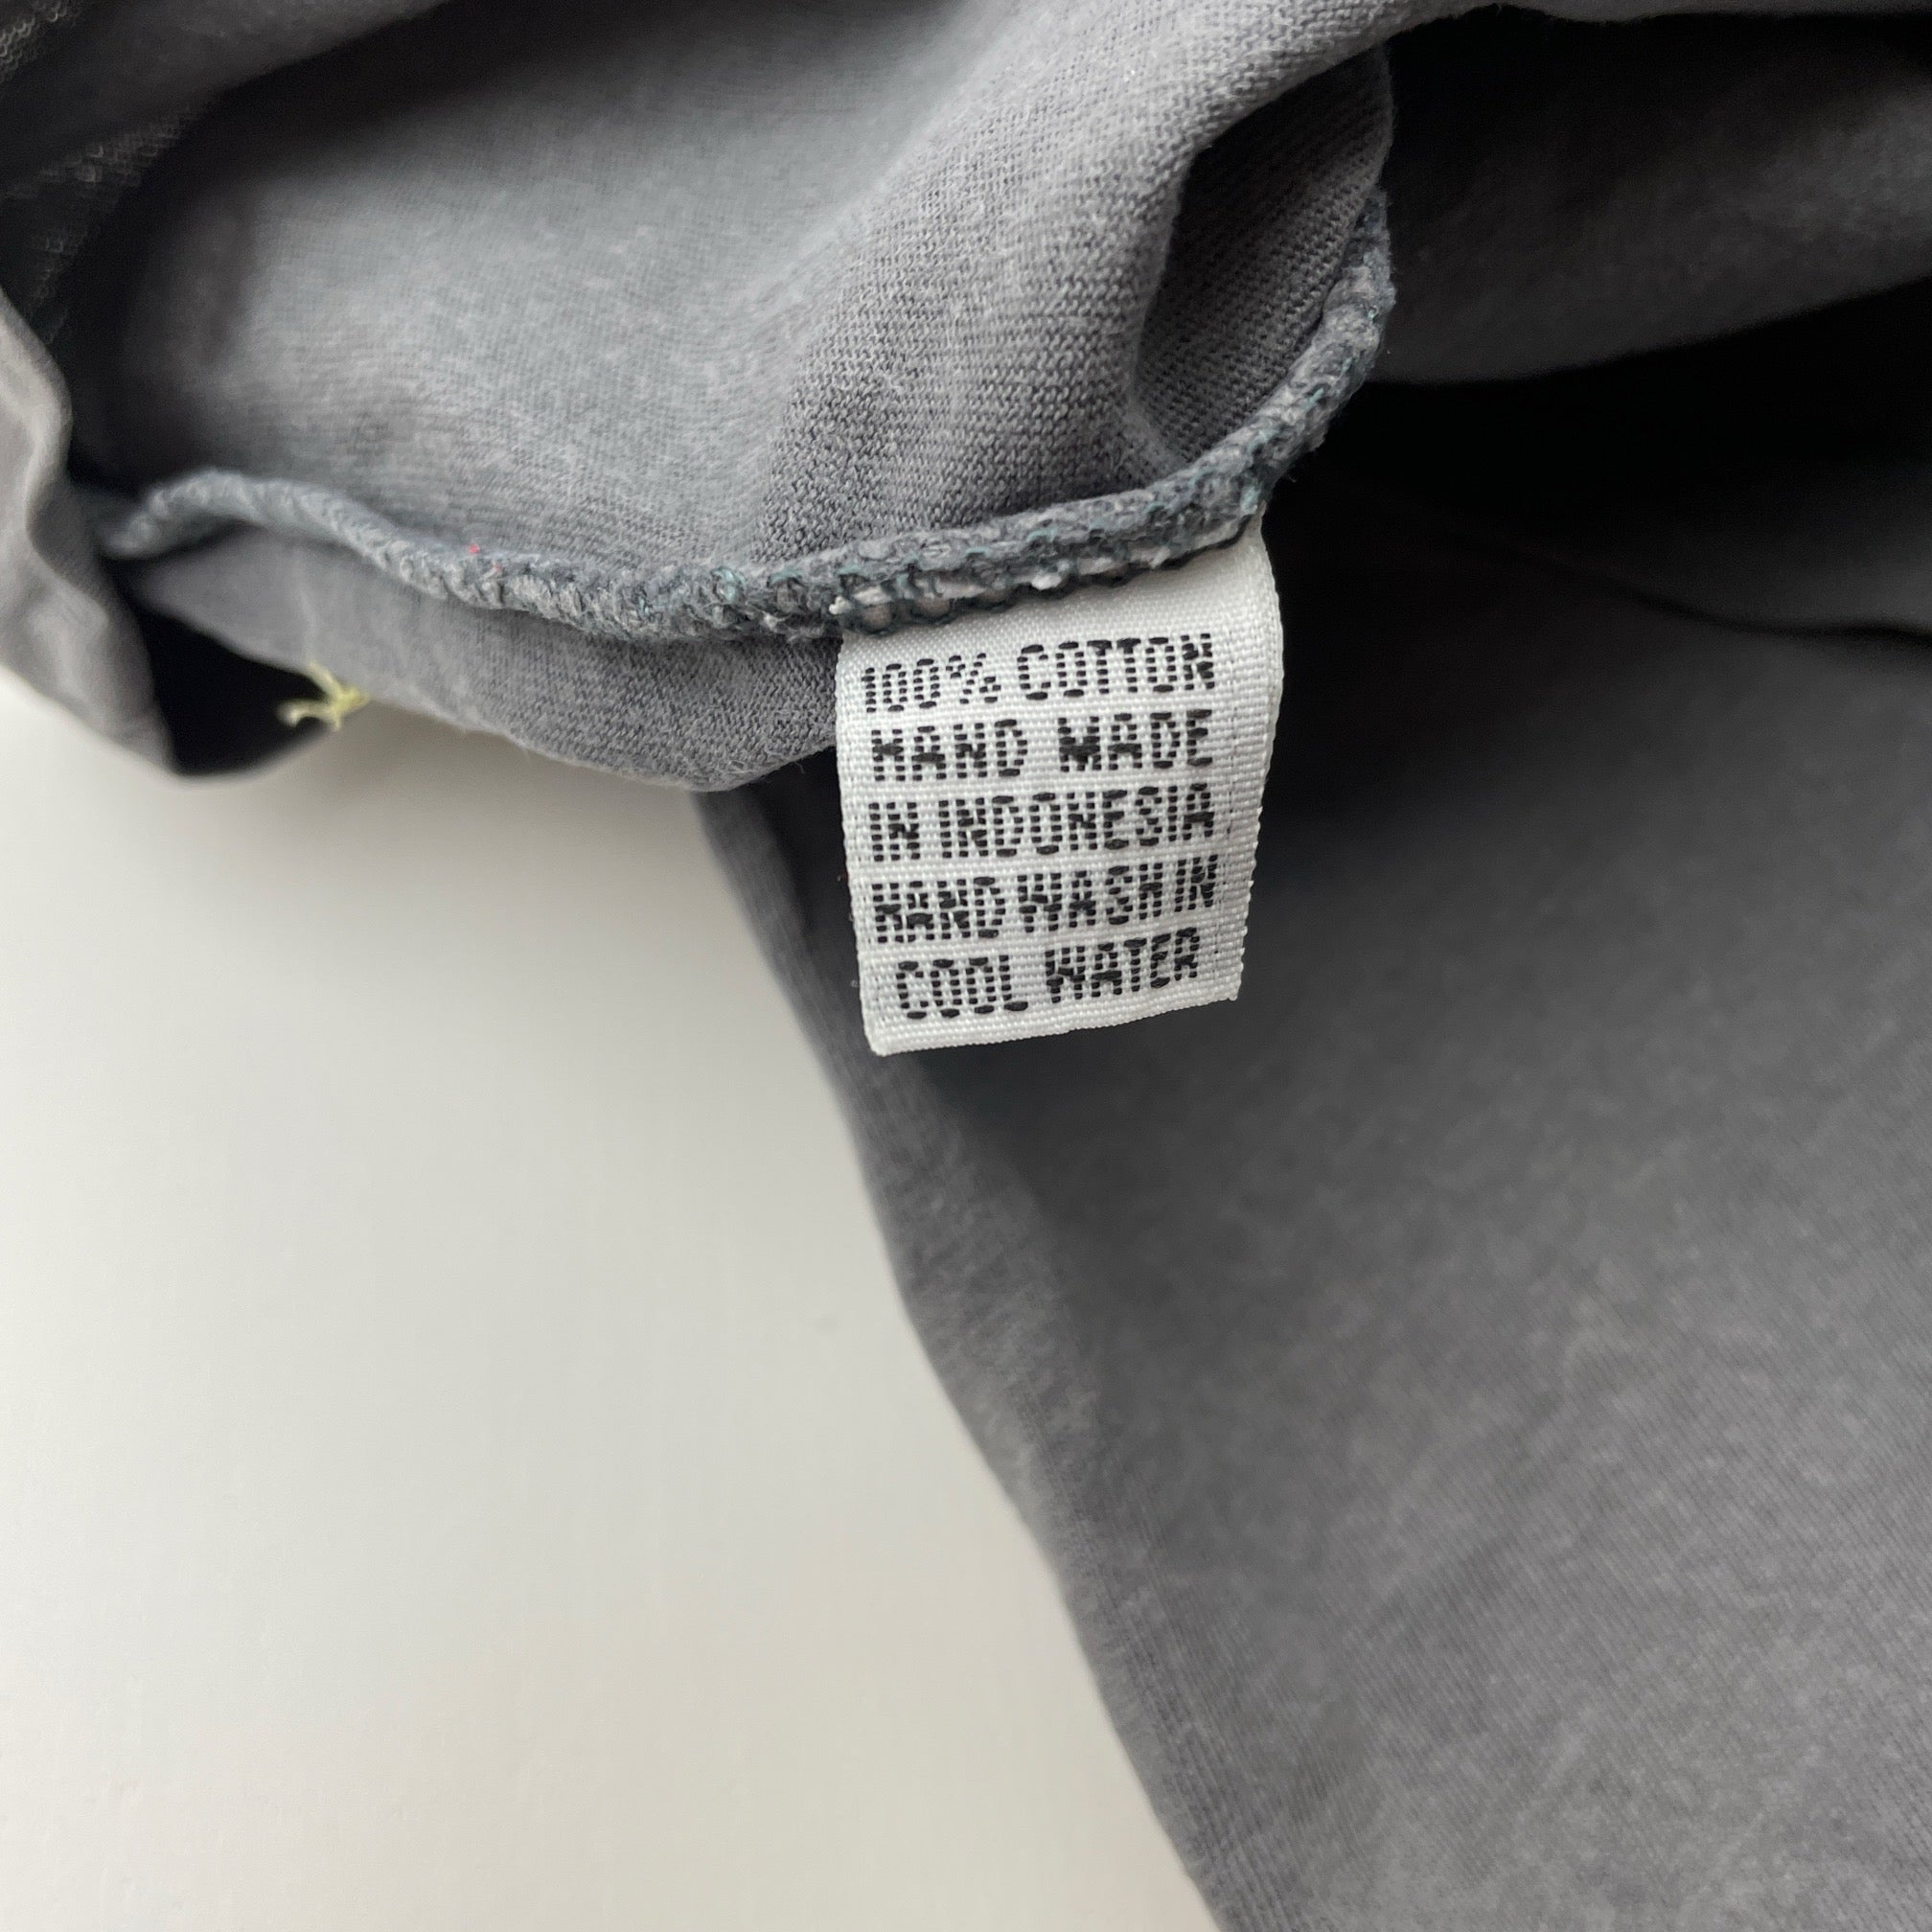 100% COTTON
HAND MADE
IN INDONESIA
HAND WASH IN
COOL WATER